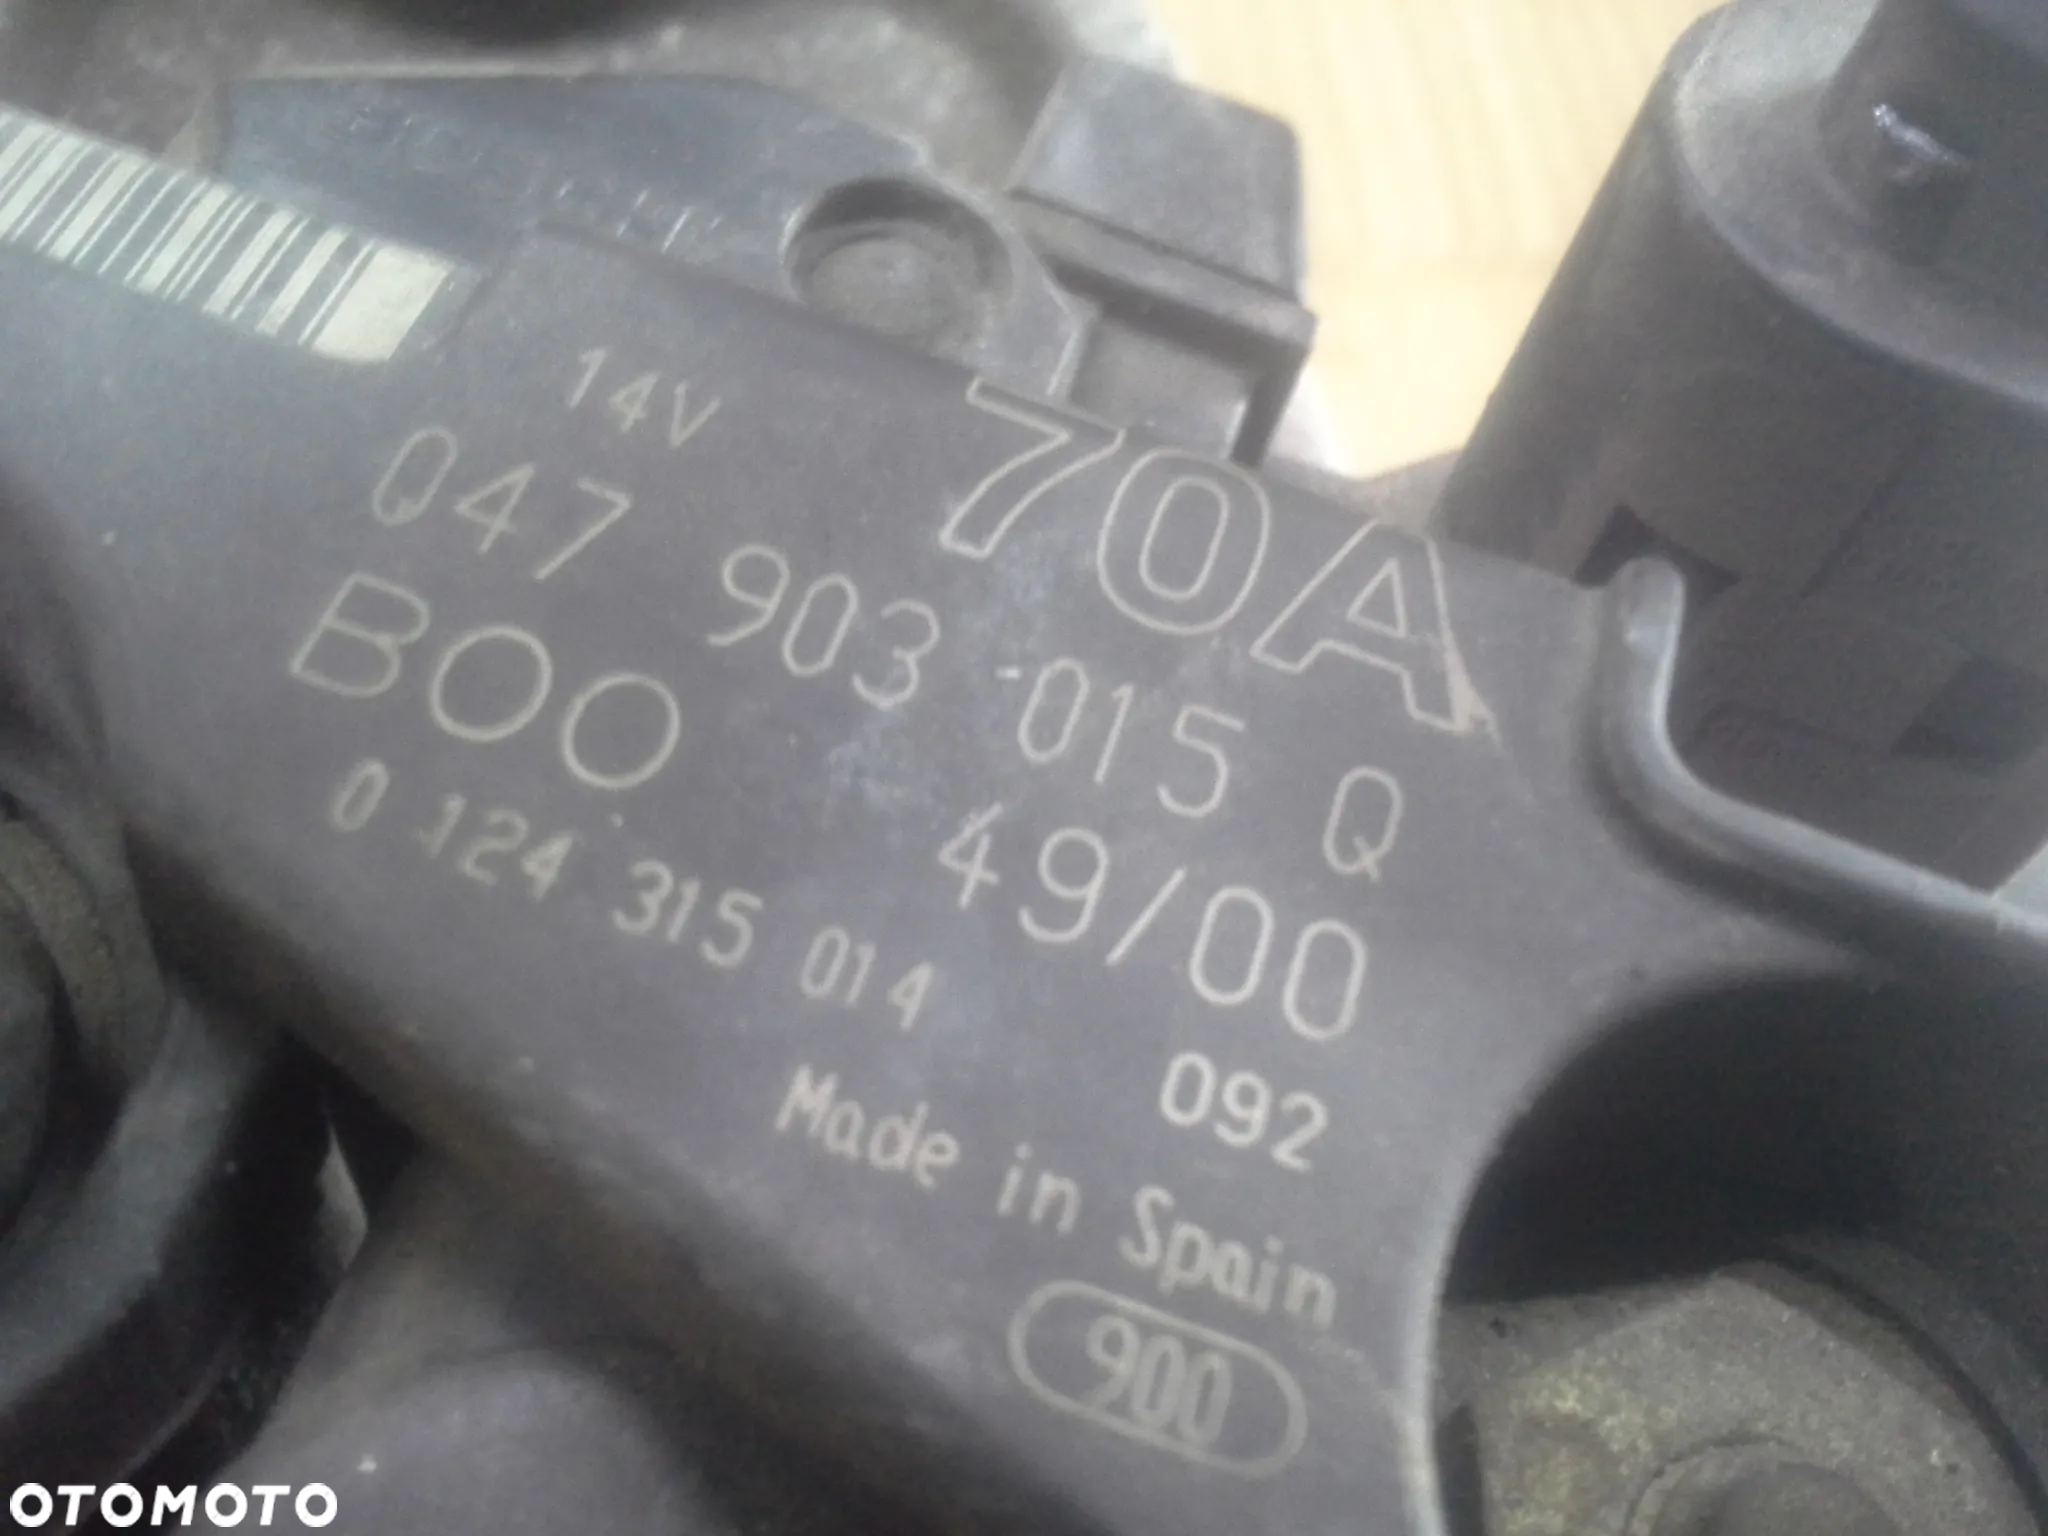 14V 70A
047 903 015 Q
BOO 49/00
0 124 315 014
092
Made in Spain
900
OTOMOTO